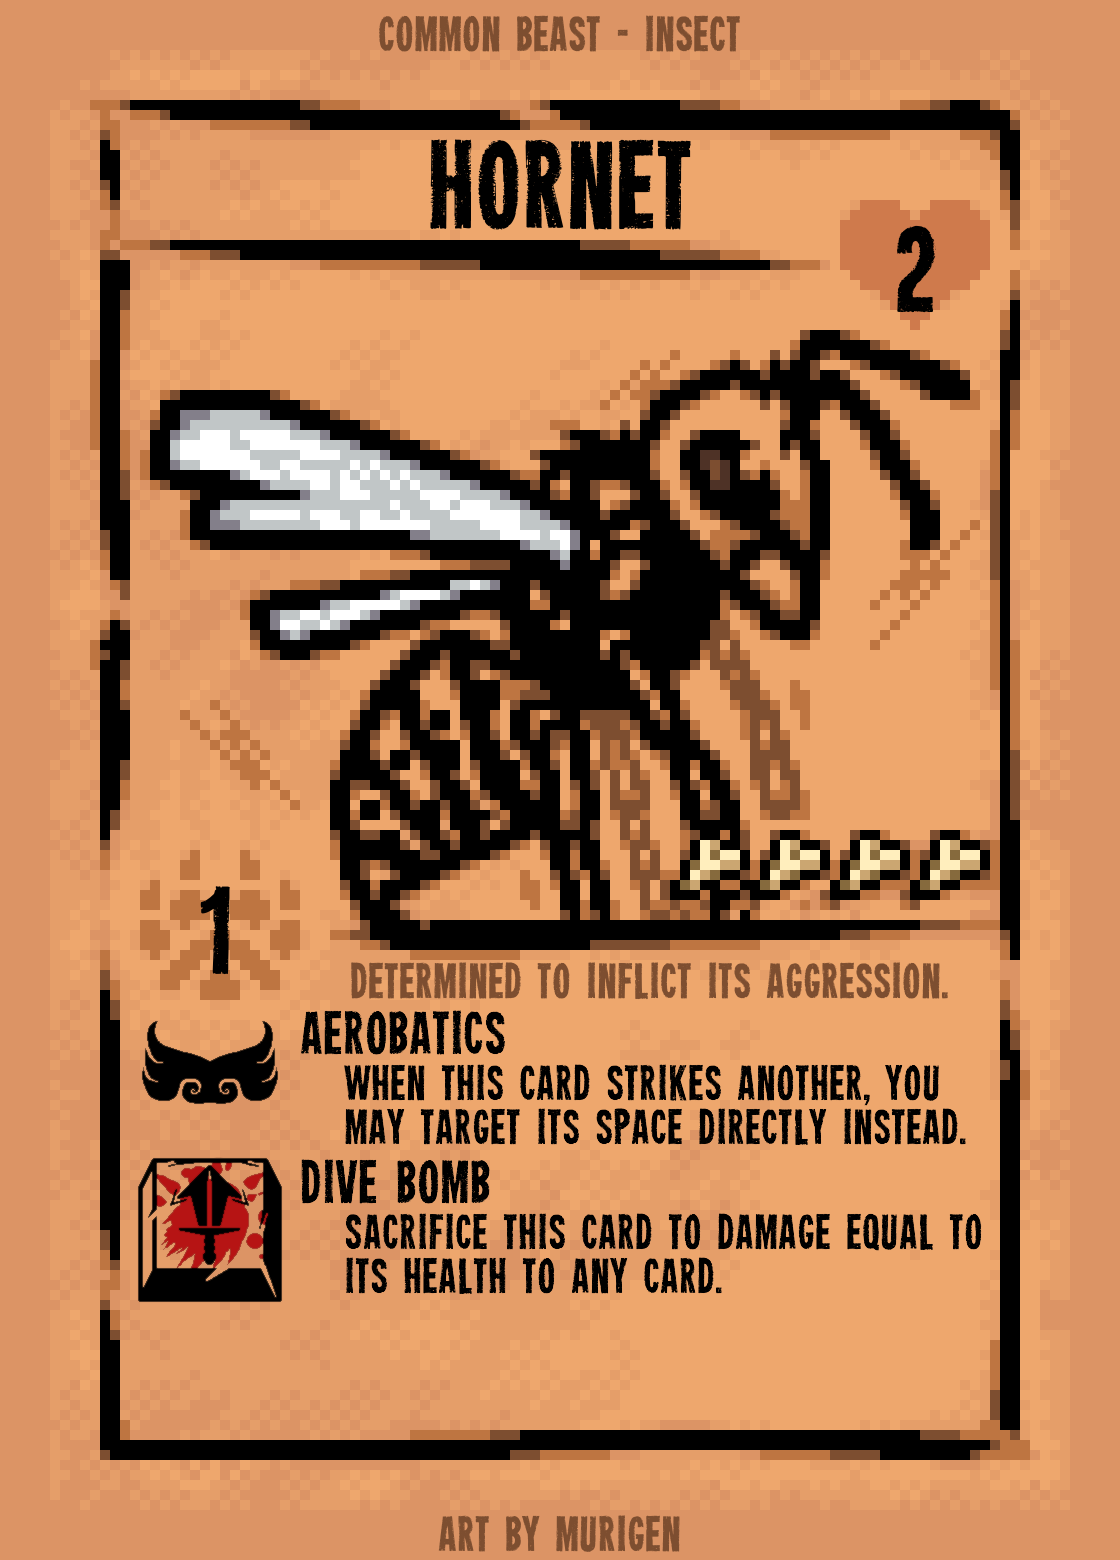 COMMON BEAST - INSECT
HORNET
2
1
DETERMINED TO INFLICT ITS AGGRESSION.
AEROBATICS
WHEN THIS CARD STRIKES ANOTHER, YOU
MAY TARGET ITS SPACE DIRECTLY INSTEAD.
DIVE BOMB
SACRIFICE THIS CARD TO DAMAGE EQUAL TO
ITS HEALTH TO ANY CARD.
ART BY MURIGEN